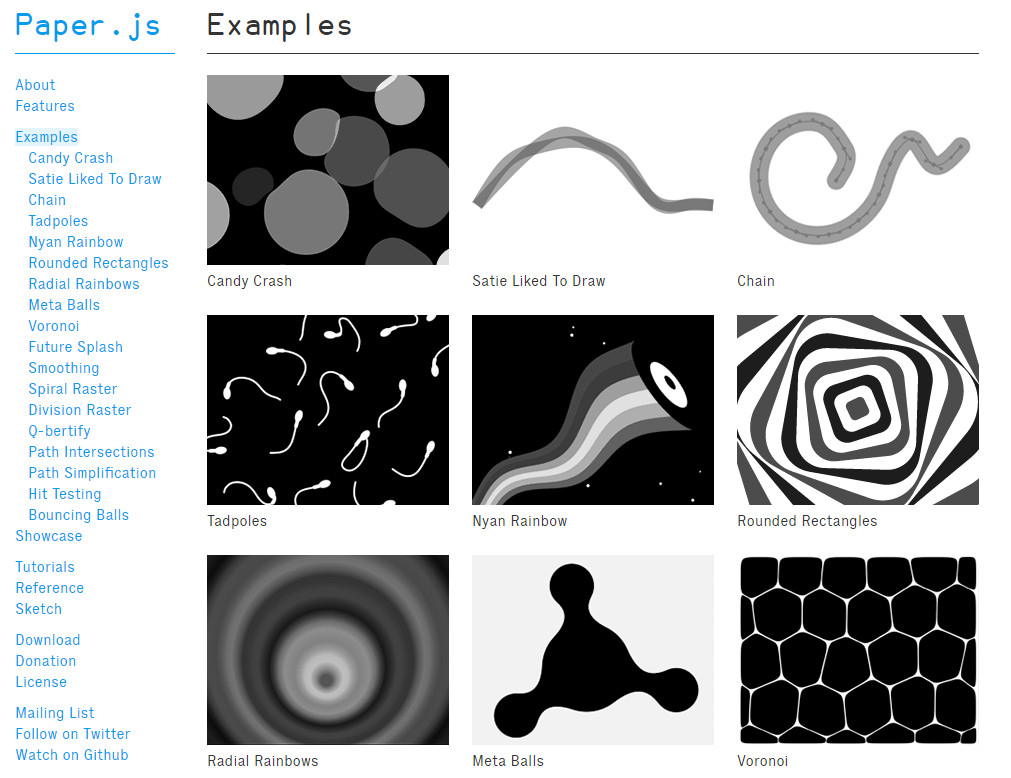 Paper.js
About
Features
Examples
Candy Crash
Satie Liked To Draw
Chain
Tadpoles
Nyan Rainbow
Rounded Rectangles
Radial Rainbows
Meta Balls
Voronoi
Future Splash
Smoothing
Spiral Raster
Division Raster
Q-bertify
Path Intersections
Path Simplification
Hit Testing
Bouncing Balls
Showcase
Tutorials
Reference
Sketch
Download
Donation
License
Mailing List
Follow on Twitter
Watch on Github
Examples
Candy Crash
Satie Liked To Draw
Chain
Tadpoles
Nyan Rainbow
Rounded Rectangles
Radial Rainbows
Meta Balls
Voronoi